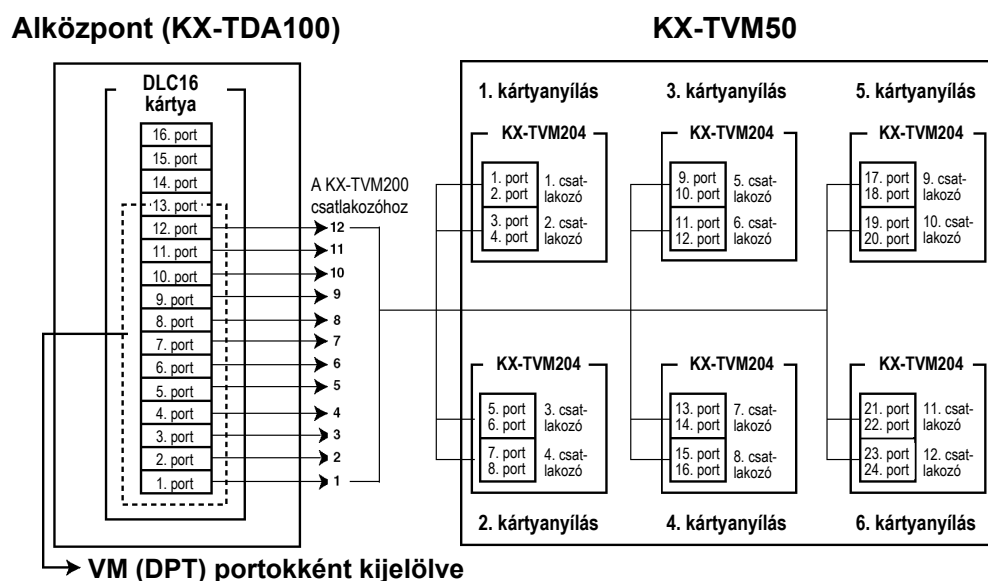 Alközpont (KX-TDA100)
DLC16
kártya
16. port
15. port
14. port
13. port
12. port
11. port
10. port
9. port
8. port
7. port
6. port
5. port
4. port
3. port
2. port
1. port
A KX-TVM200
csatlakozóhoz
12
11
10
9
8
7
6
5
4
3
2
1
VM (DPT) portokként kijelölve
KX-TVM50
1. kártyanyílás
KX-TVM204
1. port
2. port
1. csat-
lakozó
3. port
4. port
2. csat-
lakozó
3. kártyanyílás
KX-TVM204
9. port
10. port
5. csat-
lakozó
11. port
12. port
6. csat-
lakozó
5. kártyanyílás
KX-TVM204
17. port
18. port
9. csat-
lakozó
19. port
20. port
10. csat-
lakozó
KX-TVM204
5. port
6. port
3. csat-
lakozó
7. port
8. port
4. csat-
lakozó
2. kártyanyílás
KX-TVM204
13. port
14. port
7. csat-
lakozó
15. port
16. port
8. csat-
lakozó
4. kártyanyílás
KX-TVM204
21. port
22. port
11. csat-
lakozó
23. port
24. port
12. csat-
lakozó
6. kártyanyílás